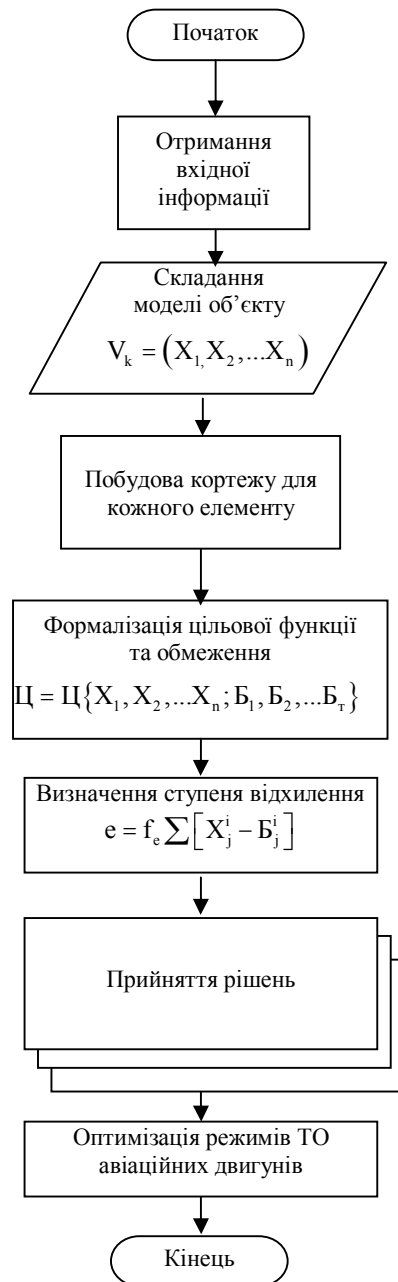 Початок
Отримання
вхідної
інформації
Складання
моделі об’єкту
V_k = (X_1, X_2, ...X_n)
Побудова кортежу для
кожного елементу
Формалізація цільової функції
та обмеження
Ц = Ц{X_1, X_2, ...X_n; Б_1, Б_2, ...Б_т}
Визначення ступеня відхилення
e = f_e ∑[X_j^i − Б_j^i]
Прийняття рішень
Оптимізація режимів ТО
авіаційних двигунів
Кінець